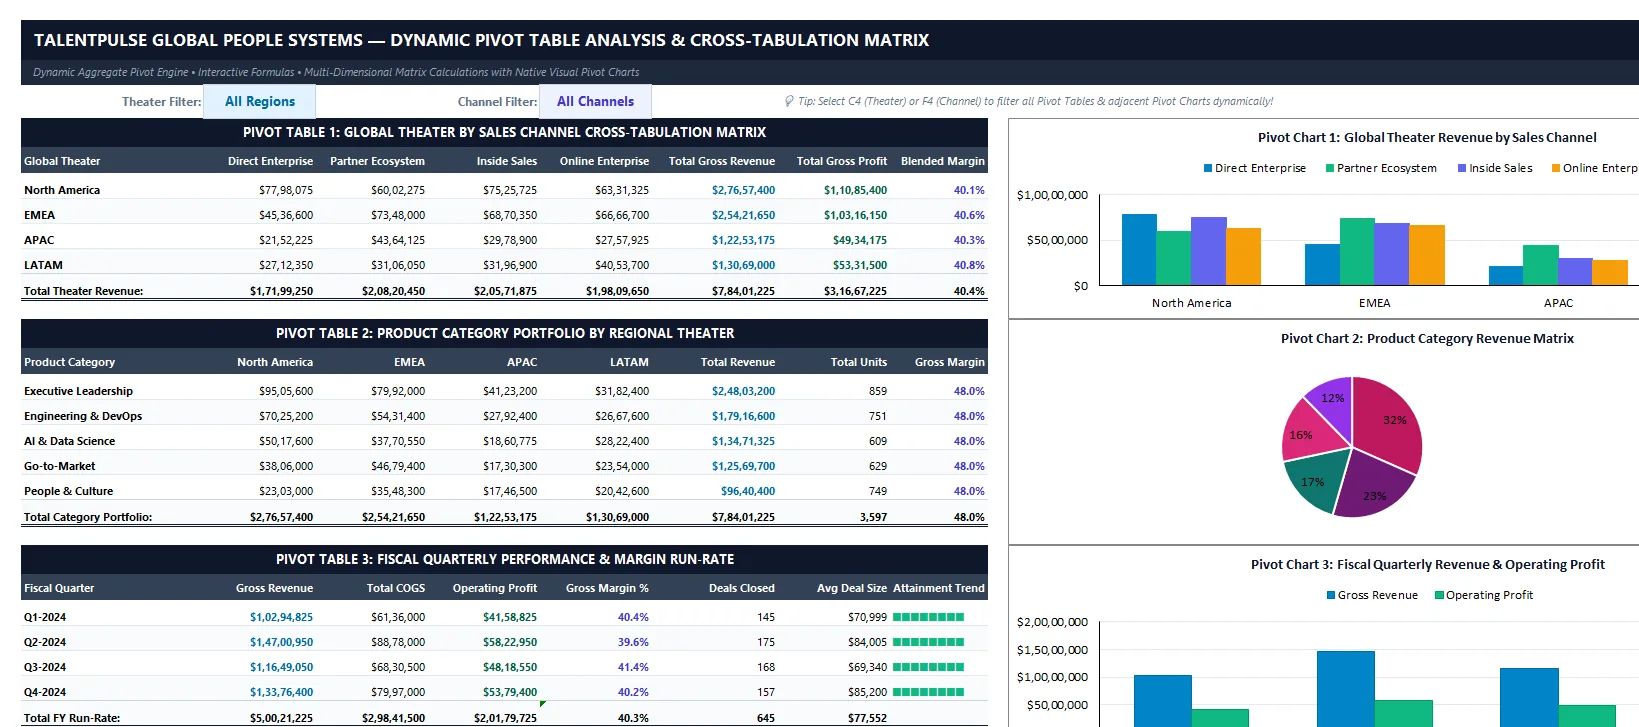 TALENTPULSE GLOBAL PEOPLE SYSTEMS — DYNAMIC PIVOT TABLE ANALYSIS & CROSS-TABULATION MATRIX
Dynamic Aggregate Pivot Engine • Interactive Formulas • Multi-Dimensional Matrix Calculations with Native Visual Pivot Charts
Theater Filter: All Regions Channel Filter: All Channels 💡 Tip: Select C4 (Theater) or F4 (Channel) to filter all Pivot Tables & adjacent Pivot Charts dynamically!
PIVOT TABLE 1: GLOBAL THEATER BY SALES CHANNEL CROSS-TABULATION MATRIX
Global Theater Direct Enterprise Partner Ecosystem Inside Sales Online Enterprise Total Gross Revenue Total Gross Profit Blended Margin
North America $77,98,075 $60,02,275 $75,25,725 $63,31,325 $2,76,57,400 $1,10,85,400 40.1%
EMEA $45,36,600 $73,48,000 $68,70,350 $66,66,700 $2,54,21,650 $1,03,16,150 40.6%
APAC $21,52,225 $43,64,125 $29,78,900 $27,57,925 $1,22,53,175 $49,34,175 40.3%
LATAM $27,12,350 $31,06,050 $31,96,900 $40,53,700 $1,30,69,000 $53,31,500 40.8%
Total Theater Revenue: $1,71,99,250 $2,08,20,450 $2,05,71,875 $1,98,09,650 $7,84,01,225 $3,16,67,225 40.4%
Pivot Chart 1: Global Theater Revenue by Sales Channel
Direct Enterprise Partner Ecosystem Inside Sales Online Enterp
$1,00,00,000
$50,00,000
$0
North America EMEA APAC
PIVOT TABLE 2: PRODUCT CATEGORY PORTFOLIO BY REGIONAL THEATER
Product Category North America EMEA APAC LATAM Total Revenue Total Units Gross Margin
Executive Leadership $95,05,600 $79,92,000 $41,23,200 $31,82,400 $2,48,03,200 859 48.0%
Engineering & DevOps $70,25,200 $54,31,400 $27,92,400 $26,67,600 $1,79,16,600 751 48.0%
AI & Data Science $50,17,600 $37,70,550 $18,60,775 $28,22,400 $1,34,71,325 609 48.0%
Go-to-Market $38,06,000 $46,79,400 $17,30,300 $23,54,000 $1,25,69,700 629 48.0%
People & Culture $23,03,000 $35,48,300 $17,46,500 $20,42,600 $96,40,400 749 48.0%
Total Category Portfolio: $2,76,57,400 $2,54,21,650 $1,22,53,175 $1,30,69,000 $7,84,01,225 3,597 48.0%
Pivot Chart 2: Product Category Revenue Matrix
12%
32%
16%
17%
23%
PIVOT TABLE 3: FISCAL QUARTERLY PERFORMANCE & MARGIN RUN-RATE
Fiscal Quarter Gross Revenue Total COGS Operating Profit Gross Margin % Deals Closed Avg Deal Size Attainment Trend
Q1-2024 $1,02,94,825 $61,36,000 $41,58,825 40.4% 145 $70,999
Q2-2024 $1,47,00,950 $88,78,000 $58,22,950 39.6% 175 $84,005
Q3-2024 $1,16,49,050 $68,30,500 $48,18,550 41.4% 168 $69,340
Q4-2024 $1,33,76,400 $79,97,000 $53,79,400 40.2% 157 $85,200
Total FY Run-Rate: $5,00,21,225 $2,98,41,500 $2,01,79,725 40.3% 645 $77,552
Pivot Chart 3: Fiscal Quarterly Revenue & Operating Profit
Gross Revenue Operating Profit
$2,00,00,000
$1,50,00,000
$1,00,00,000
$50,00,000